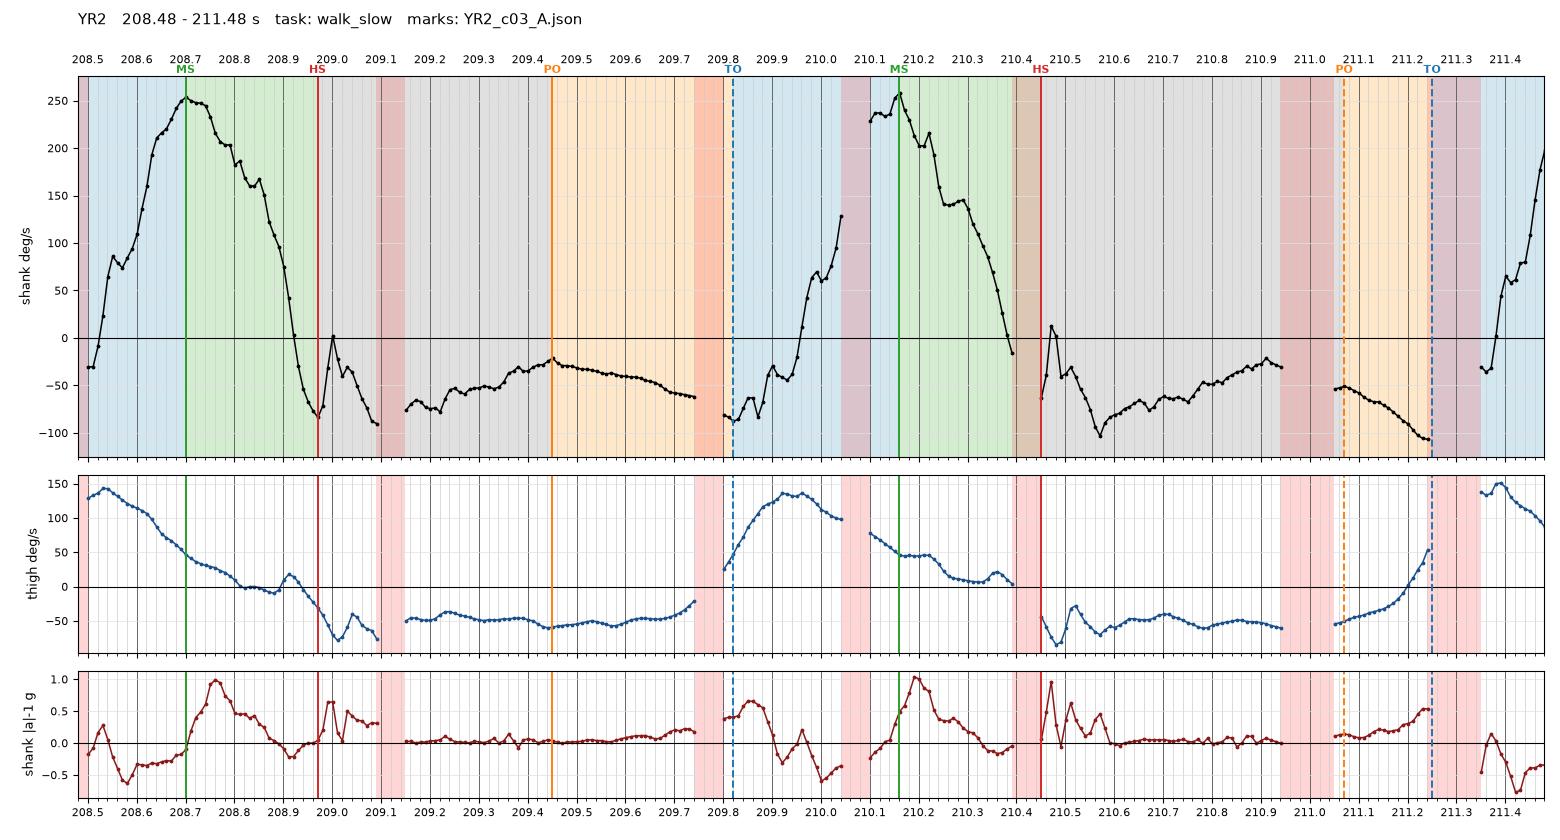 YR2 208.48 - 211.48 s task: walk_slow marks: YR2_c03_A.json
208.5 208.6 208.7 208.8 208.9 209.0 209.1 209.2 209.3 209.4 209.5 209.6 209.7 209.8 209.9 210.0 210.1 210.2 210.3 210.4 210.5 210.6 210.7 210.8 210.9 211.0 211.1 211.2 211.3 211.4
MS HS PO TO MS HS PO TO
250
200
150
100
50
0
−50
−100
shank deg/s
150
100
50
0
−50
thigh deg/s
1.0
0.5
0.0
−0.5
shank |a|-1 g
208.5 208.6 208.7 208.8 208.9 209.0 209.1 209.2 209.3 209.4 209.5 209.6 209.7 209.8 209.9 210.0 210.1 210.2 210.3 210.4 210.5 210.6 210.7 210.8 210.9 211.0 211.1 211.2 211.3 211.4